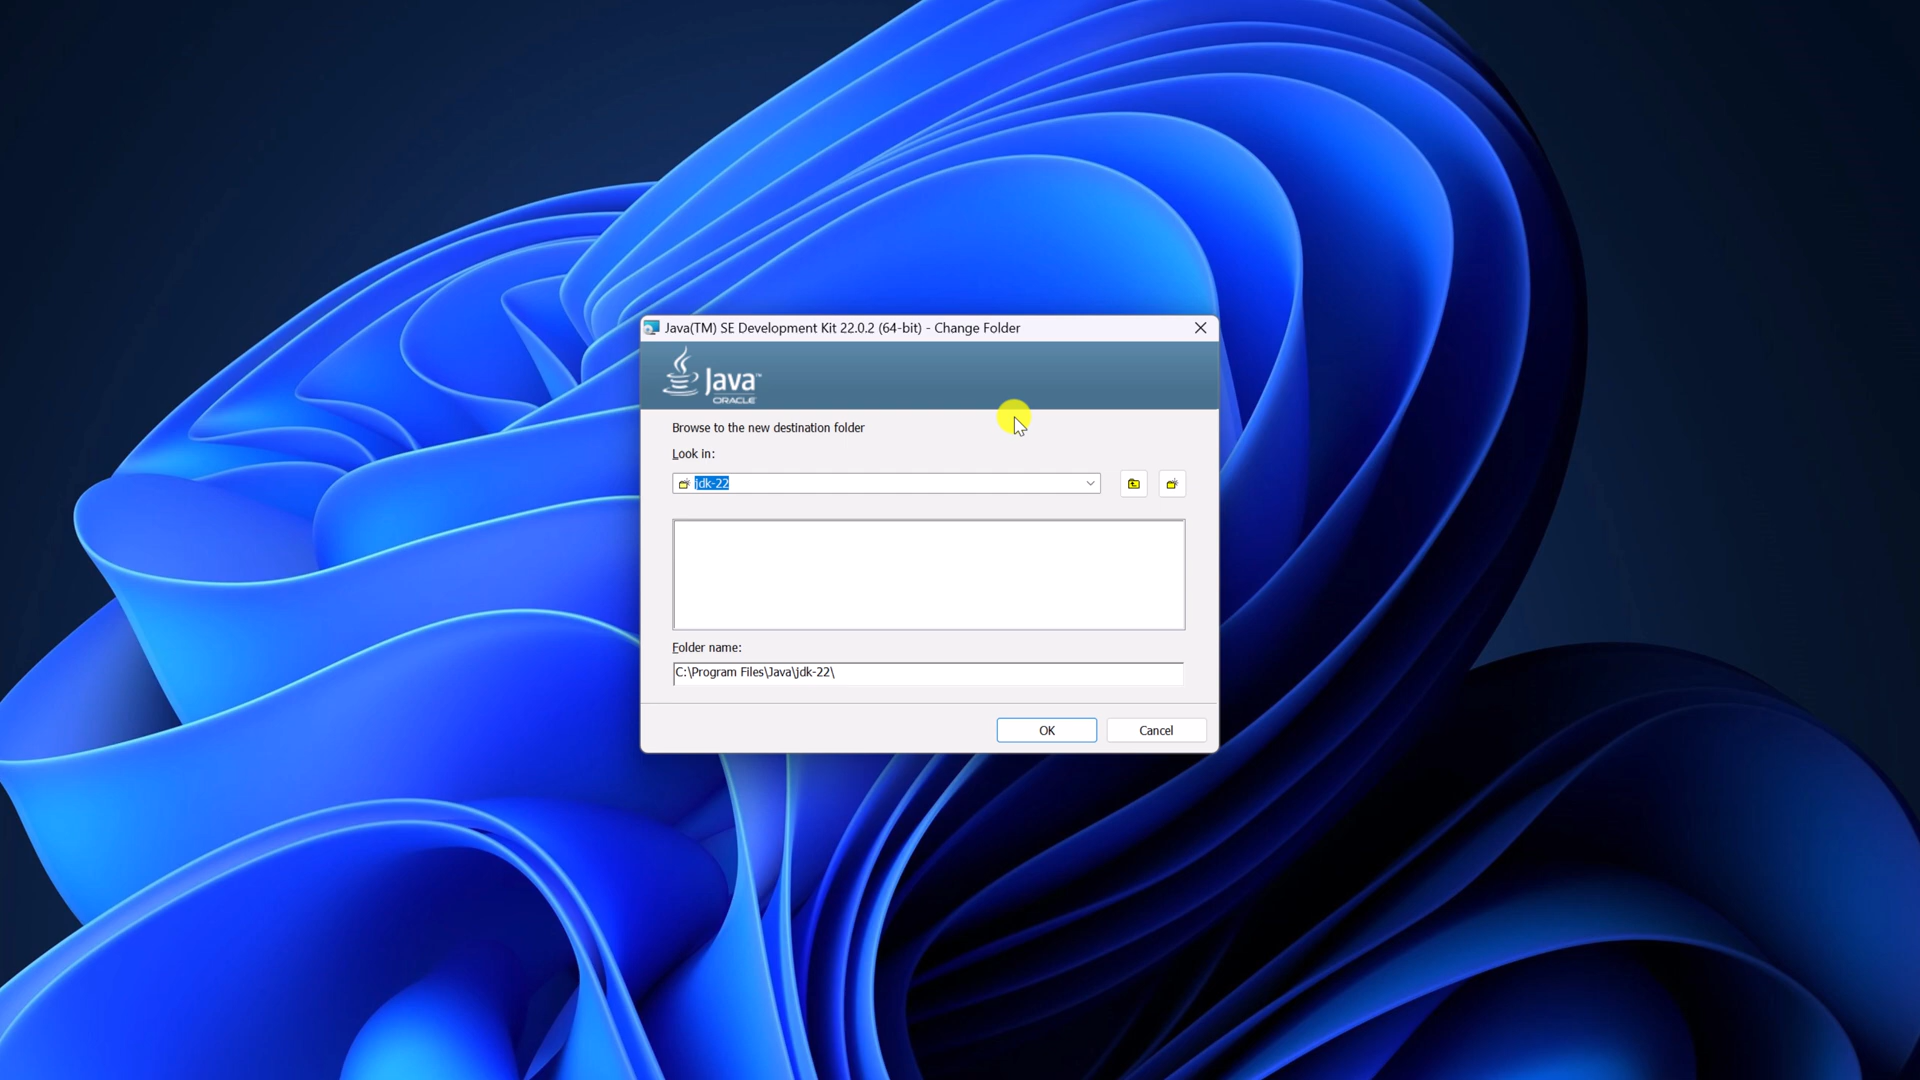 Java(TM) SE Development Kit 22.0.2 (64-bit) - Change Folder
Java™
ORACLE
Browse to the new destination folder
Look in:
jdk-22
Folder name:
C:\Program Files\Java\jdk-22\
OK
Cancel